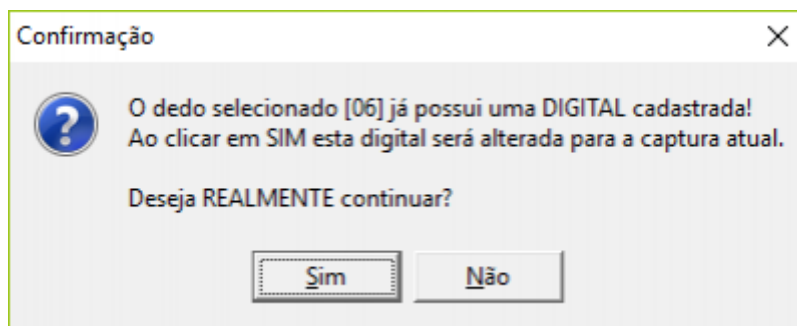 Confirmação
O dedo selecionado [06] já possui uma DIGITAL cadastrada!
Ao clicar em SIM esta digital será alterada para a captura atual.
Deseja REALMENTE continuar?
Sim
Não